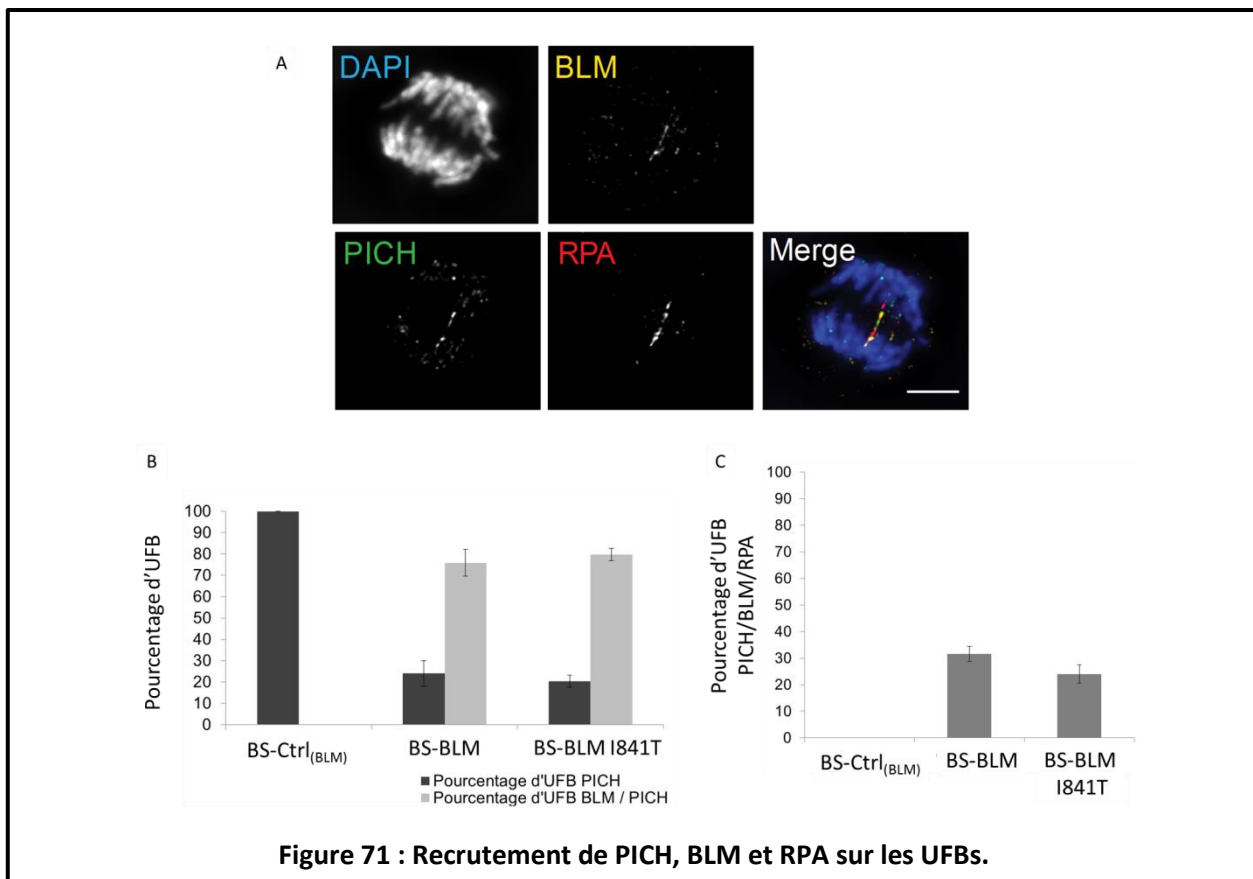 A
DAPI
BLM
PICH
RPA
Merge
B
Pourcentage d'UFB
100
90
80
70
60
50
40
30
20
10
0
BS-Ctrl(BLM)
BS-BLM
BS-BLM I841T
Pourcentage d'UFB PICH
Pourcentage d'UFB BLM / PICH
C
Pourcentage d'UFB
PICH/BLM/RPA
100
90
80
70
60
50
40
30
20
10
0
BS-Ctrl(BLM)
BS-BLM
BS-BLM
I841T
Figure 71 : Recrutement de PICH, BLM et RPA sur les UFBs.